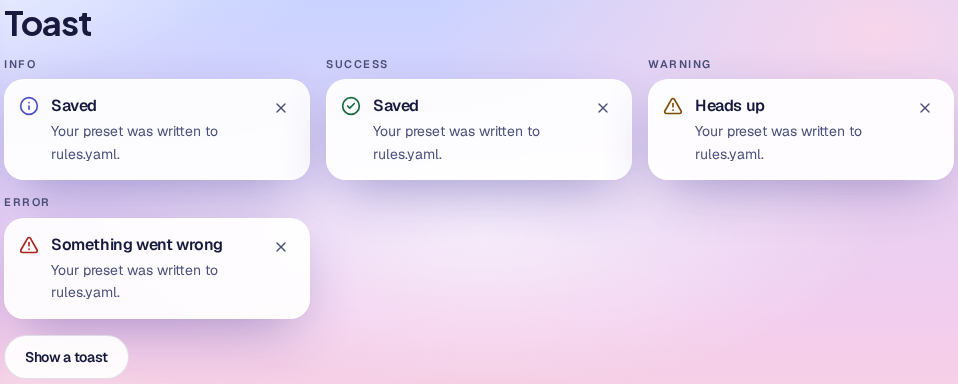 Toast
INFO
SUCCESS
WARNING
Saved
Your preset was written to
rules.yaml.
Saved
Your preset was written to
rules.yaml.
Heads up
Your preset was written to
rules.yaml.
ERROR
Something went wrong
Your preset was written to
rules.yaml.
Show a toast